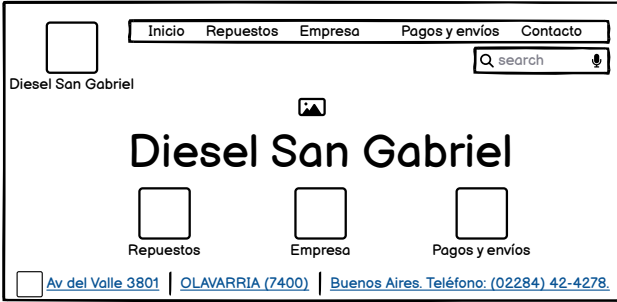 Inicio Repuestos Empresa Pagos y envíos Contacto
search
Diesel San Gabriel
Diesel San Gabriel
Repuestos Empresa Pagos y envíos
Av del Valle 3801 | OLAVARRIA (7400) | Buenos Aires. Teléfono: (02284) 42-4278.